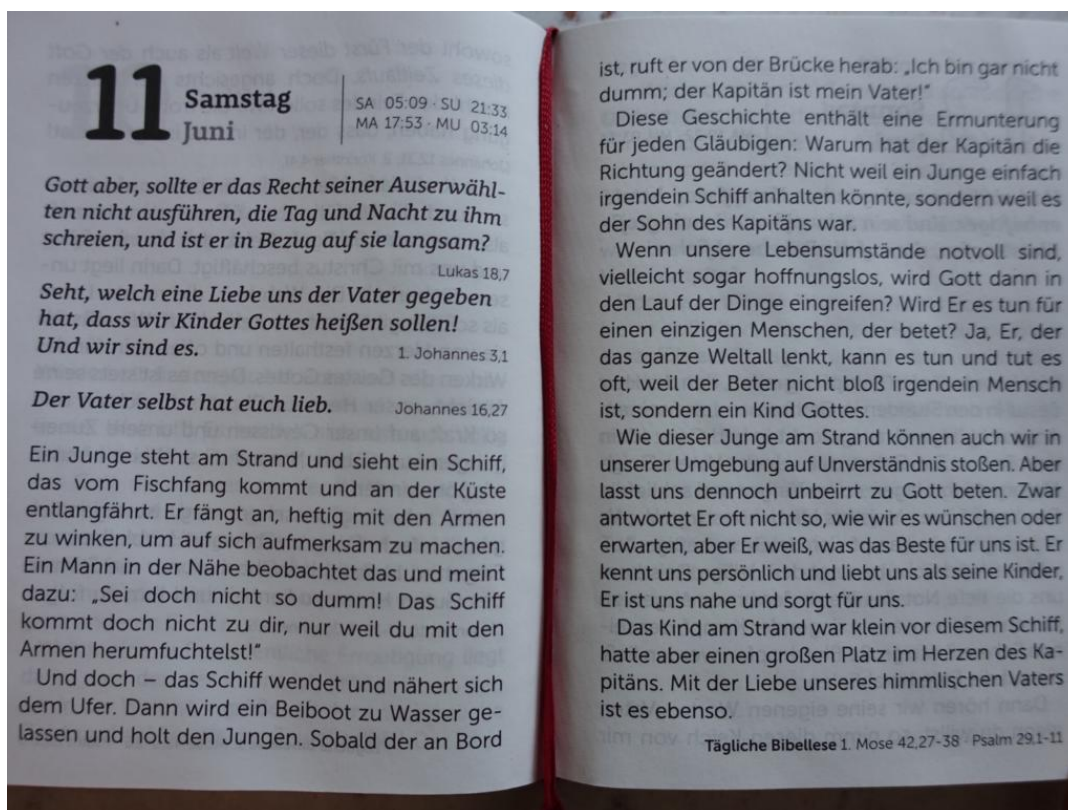 11 Samstag
Juni
SA 05:09 · SU 21:33
MA 17:53 · MU 03:14
Gott aber, sollte er das Recht seiner Auserwähl-
ten nicht ausführen, die Tag und Nacht zu ihm
schreien, und ist er in Bezug auf sie langsam?
Lukas 18,7
Seht, welch eine Liebe uns der Vater gegeben
hat, dass wir Kinder Gottes heißen sollen!
Und wir sind es. 1. Johannes 3,1
Der Vater selbst hat euch lieb. Johannes 16,27
Ein Junge steht am Strand und sieht ein Schiff,
das vom Fischfang kommt und an der Küste
entlangfährt. Er fängt an, heftig mit den Armen
zu winken, um auf sich aufmerksam zu machen.
Ein Mann in der Nähe beobachtet das und meint
dazu: „Sei doch nicht so dumm! Das Schiff
kommt doch nicht zu dir, nur weil du mit den
Armen herumfuchtelst!“
Und doch – das Schiff wendet und nähert sich
dem Ufer. Dann wird ein Beiboot zu Wasser ge-
lassen und holt den Jungen. Sobald der an Bord
ist, ruft er von der Brücke herab: „Ich bin gar nicht
dumm; der Kapitän ist mein Vater!“
Diese Geschichte enthält eine Ermunterung
für jeden Gläubigen: Warum hat der Kapitän die
Richtung geändert? Nicht weil ein Junge einfach
irgendein Schiff anhalten könnte, sondern weil es
der Sohn des Kapitäns war.
Wenn unsere Lebensumstände notvoll sind,
vielleicht sogar hoffnungslos, wird Gott dann in
den Lauf der Dinge eingreifen? Wird Er es tun für
einen einzigen Menschen, der betet? Ja, Er, der
das ganze Weltall lenkt, kann es tun und tut es
oft, weil der Beter nicht bloß irgendein Mensch
ist, sondern ein Kind Gottes.
Wie dieser Junge am Strand können auch wir in
unserer Umgebung auf Unverständnis stoßen. Aber
lasst uns dennoch unbeirrt zu Gott beten. Zwar
antwortet Er oft nicht so, wie wir es wünschen oder
erwarten, aber Er weiß, was das Beste für uns ist. Er
kennt uns persönlich und liebt uns als seine Kinder,
Er ist uns nahe und sorgt für uns.
Das Kind am Strand war klein vor diesem Schiff,
hatte aber einen großen Platz im Herzen des Ka-
pitäns. Mit der Liebe unseres himmlischen Vaters
ist es ebenso.
Tägliche Bibellese 1. Mose 42,27-38 · Psalm 29,1-11